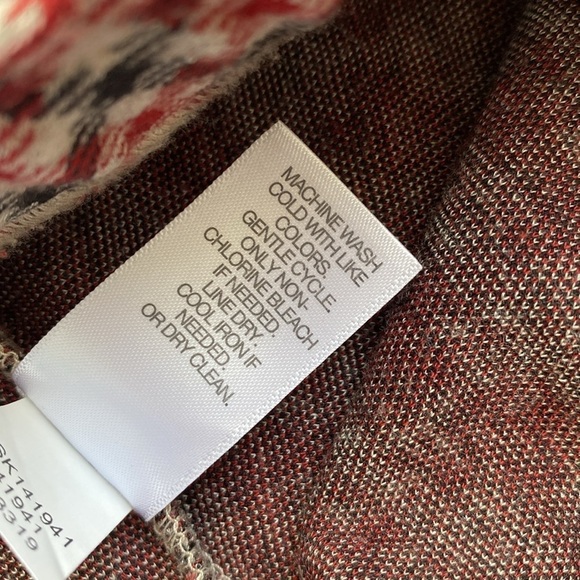 MACHINE WASH
COLD WITH LIKE
COLORS.
GENTLE CYCLE.
ONLY NON-
CHLORINE BLEACH
IF NEEDED.
LINE DRY.
COOL IRON IF
NEEDED
OR DRY CLEAN.
SK141941